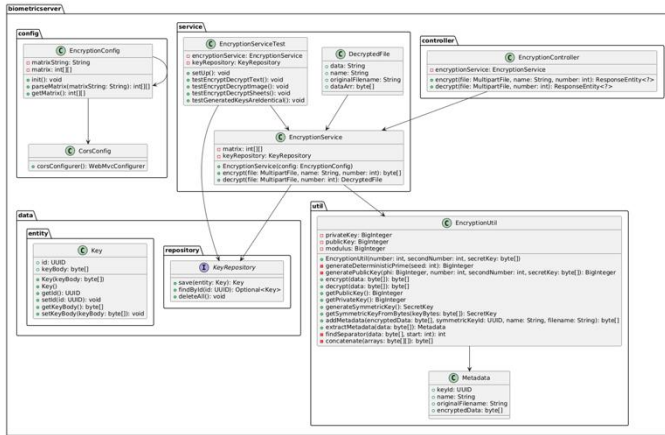 biometricserver
config
C EncryptionConfig
matrixString: String
matrix: int[][]
init(): void
parseMatrix(matrixString: String): int[][]
getMatrix(): int[][]
C CorsConfig
corsConfigurer(): WebMvcConfigurer
service
C EncryptionServiceTest
encryptionService: EncryptionService
keyRepository: KeyRepository
setUp(): void
testEncryptDecryptText(): void
testEncryptDecryptImage(): void
testEncryptDecryptSheets(): void
testGeneratedKeysAreIdentical(): void
C DecryptedFile
data: String
name: String
originalFilename: String
dataArr: byte[]
C EncryptionService
matrix: int[][]
keyRepository: KeyRepository
EncryptionService(config: EncryptionConfig)
encrypt(file: MultipartFile, name: String, number: int): byte[]
decrypt(file: MultipartFile, number: int): DecryptedFile
controller
C EncryptionController
encryptionService: EncryptionService
encrypt(file: MultipartFile, name: String, number: int): ResponseEntity<?>
decrypt(file: MultipartFile, number: int): ResponseEntity<?>
data
entity
C Key
id: UUID
keyBody: byte[]
Key(keyBody: byte[])
Key()
getId(): UUID
setId(id: UUID): void
getKeyBody(): byte[]
setKeyBody(keyBody: byte[]): void
repository
I KeyRepository
save(entity: Key): Key
findById(id: UUID): Optional<Key>
deleteAll(): void
util
C EncryptionUtil
privateKey: BigInteger
publicKey: BigInteger
modulus: BigInteger
EncryptionUtil(number: int, secondNumber: int, secretKey: byte[])
generateDeterministicPrime(seed: int): BigInteger
generatePublicKey(phi: BigInteger, number: int, secondNumber: int, secretKey: byte[]): BigInteger
encrypt(data: byte[]): byte[]
decrypt(data: byte[]): byte[]
getPublicKey(): BigInteger
getPrivateKey(): BigInteger
generateSymmetricKey(): SecretKey
getSymmetricKeyFromBytes(keyBytes: byte[]): SecretKey
addMetadata(encryptedData: byte[], symmetricKeyId: UUID, name: String, filename: String): byte[]
extractMetadata(data: byte[]): Metadata
findSeparator(data: byte[], start: int): int
concatenate(arrays: byte[][]): byte[]
C Metadata
keyId: UUID
name: String
originalFilename: String
encryptedData: byte[]